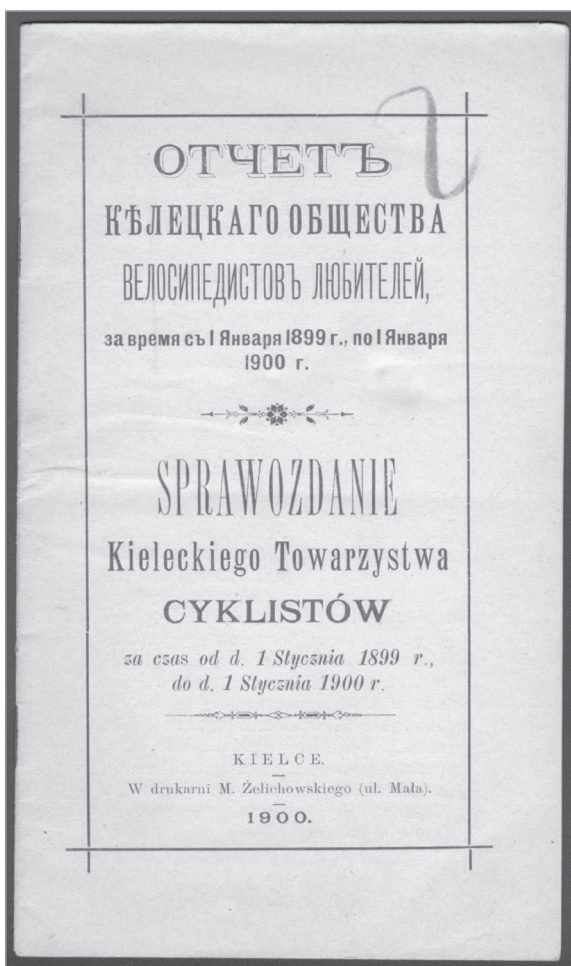 ОТЧЕТЪ
КѢЛЕЦКАГО ОБЩЕСТВА
ВЕЛОСИПЕДИСТОВЪ ЛЮБИТЕЛЕЙ,
за время съ 1 Января 1899 г., по 1 Января
1900 г.
SPRAWOZDANIE
Kieleckiego Towarzystwa
CYKLISTÓW
za czas od d. 1 Stycznia 1899 r.,
do d. 1 Stycznia 1900 r.
KIELCE.
W drukarni M. Żelichowskiego (ul. Mała).
1900.